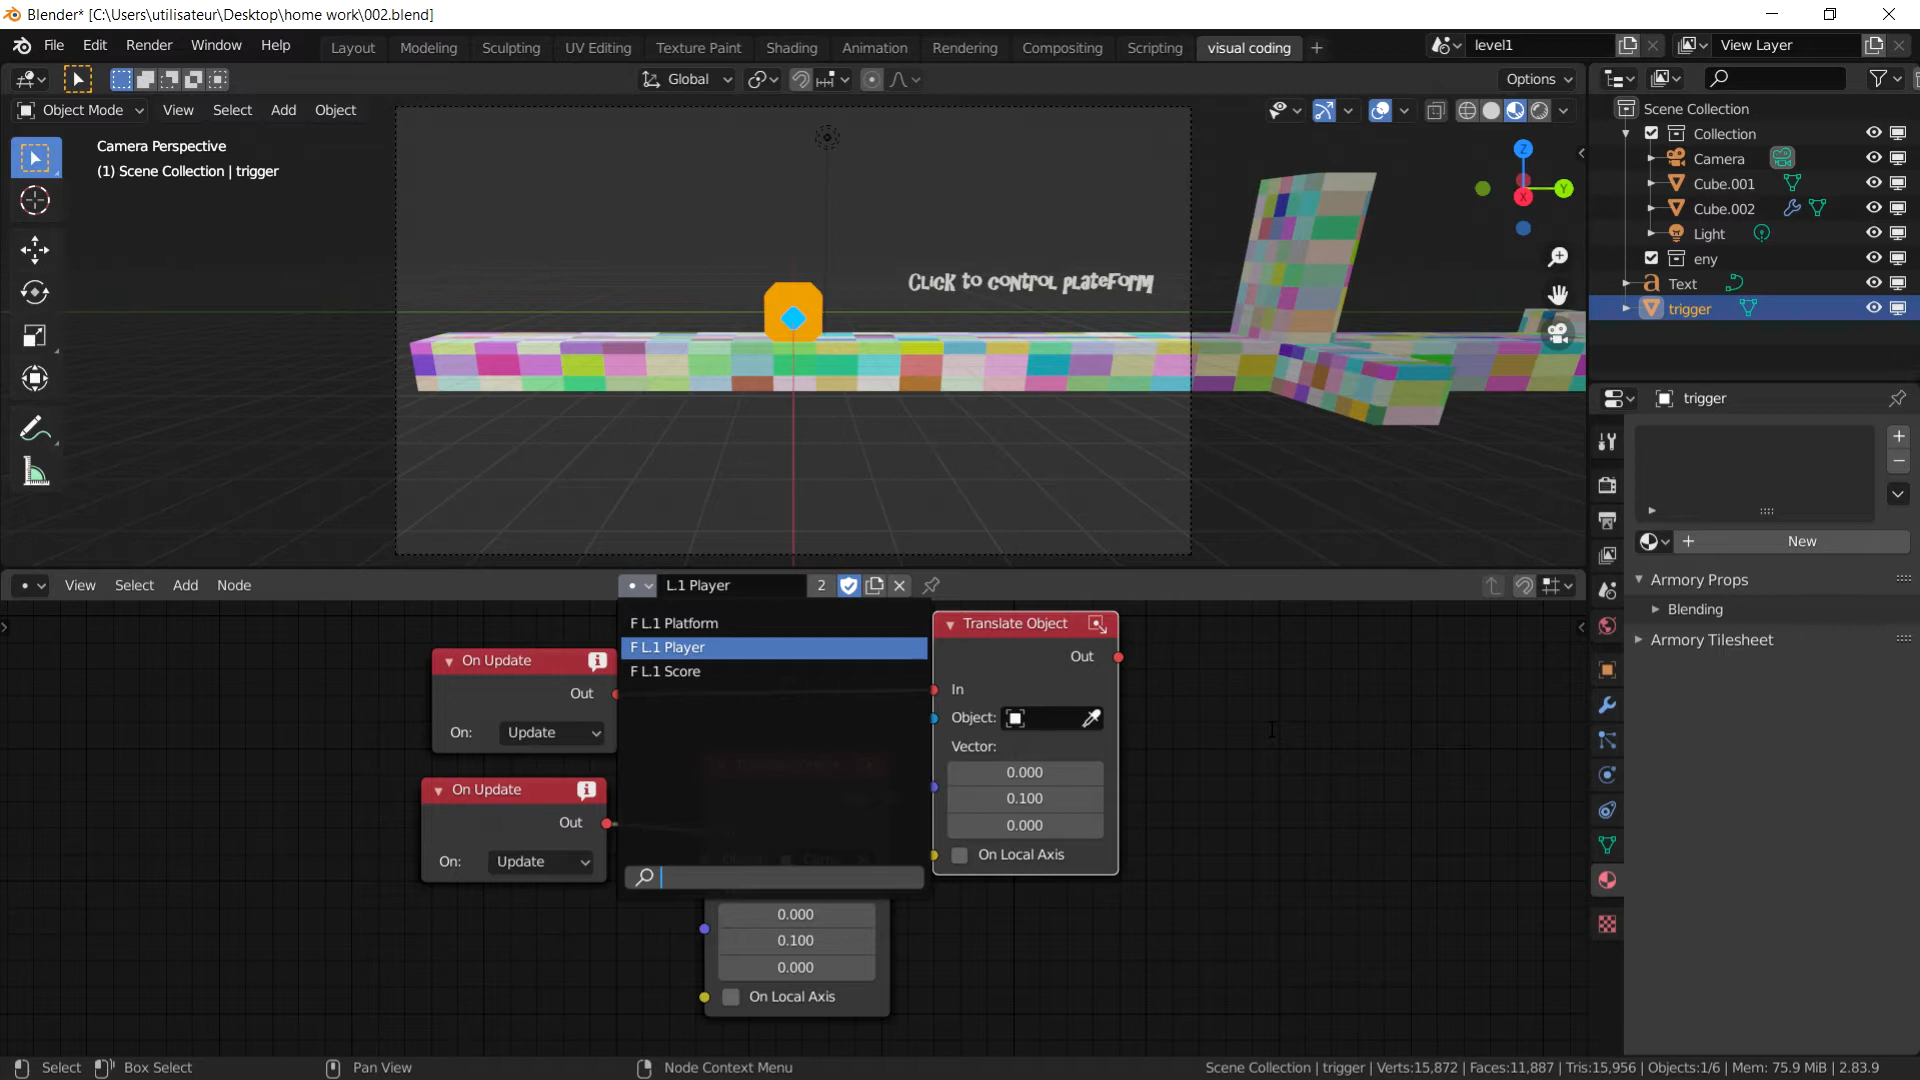 Blender* [C:\Users\utilisateur\Desktop\home work\002.blend]
File Edit Render Window Help Layout Modeling Sculpting UV Editing Texture Paint Shading Animation Rendering Compositing Scripting visual coding + level1 View Layer
Global Options
Object Mode View Select Add Object
Camera Perspective
(1) Scene Collection | trigger
Click to control plateform
Z
Y
X
Scene Collection
Collection
Camera
Cube.001
Cube.002
Light
eny
Text
trigger
trigger
New
Armory Props
Blending
Armory Tilesheet
View Select Add Node L.1 Player 2
F L.1 Platform
F L.1 Player
F L.1 Score
On Update
Out
On: Update
On Update
Out
On: Update
Translate Object
Out
In
Object:
Vector:
0.000
0.100
0.000
On Local Axis
0.000
0.100
0.000
On Local Axis
Select Box Select Pan View Node Context Menu Scene Collection | trigger | Verts:15,872 | Faces:11,887 | Tris:15,956 | Objects:1/6 | Mem: 75.9 MiB | 2.83.9